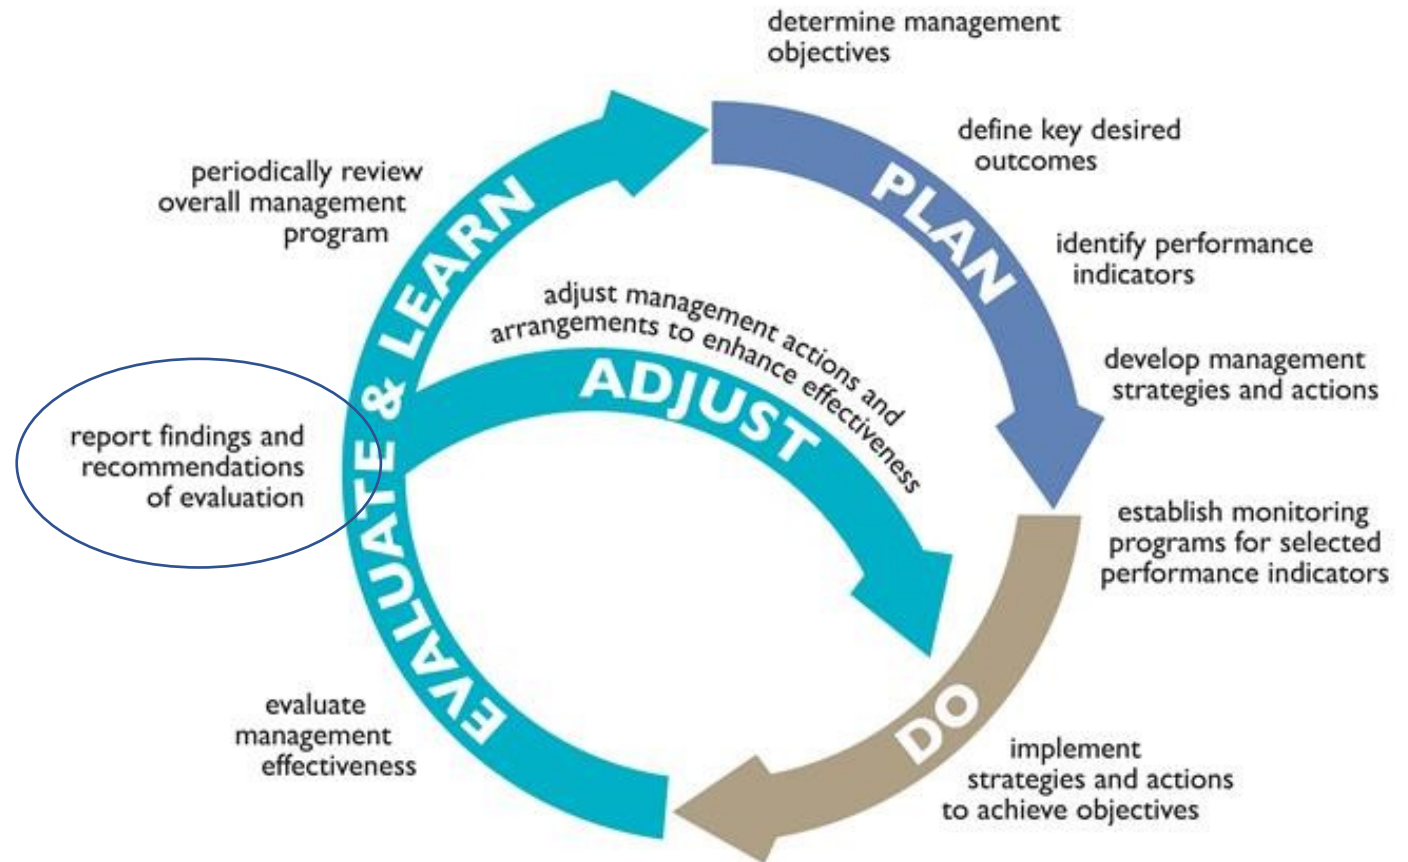 determine management
objectives
define key desired
outcomes
PLAN
identify performance
indicators
develop management
strategies and actions
establish monitoring
programs for selected
performance indicators
DO
implement
strategies and actions
to achieve objectives
evaluate
management
effectiveness
EVALUATE & LEARN
report findings and
recommendations
of evaluation
periodically review
overall management
program
adjust management actions and
arrangements to enhance effectiveness
ADJUST